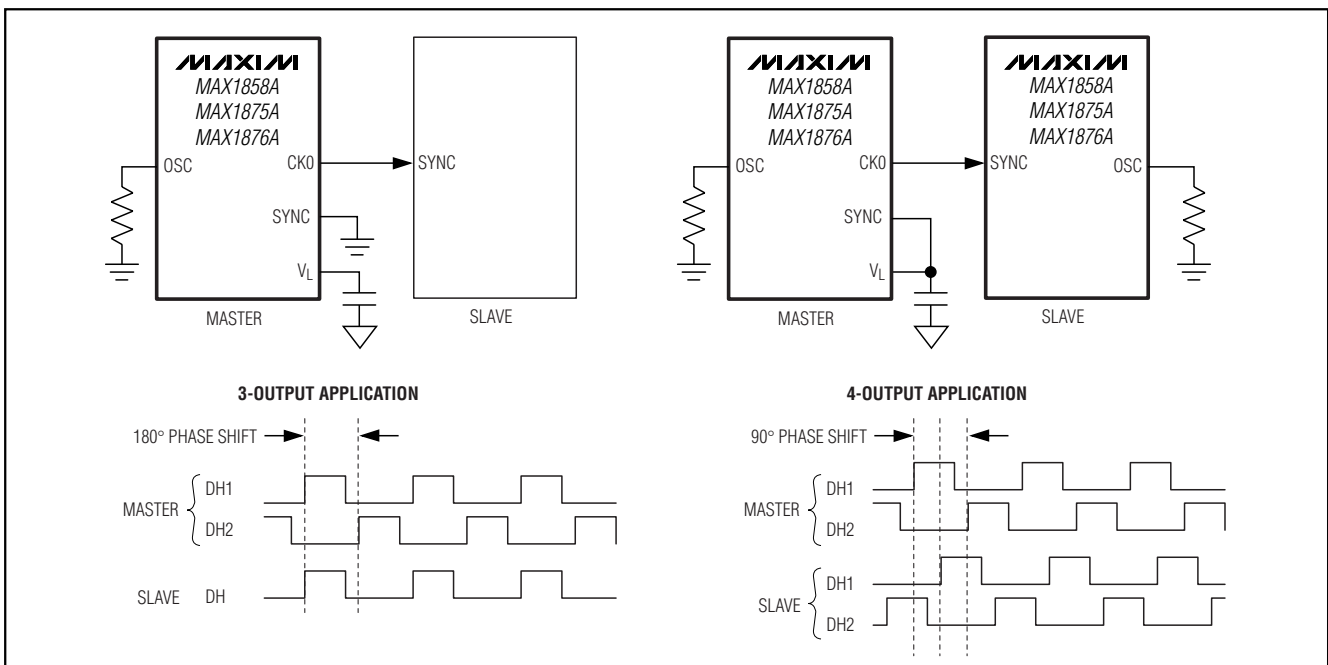 MAXIM
MAX1858A
MAX1875A
MAX1876A
OSC
CK0
SYNC
VL
MASTER
SYNC
SLAVE
MAXIM
MAX1858A
MAX1875A
MAX1876A
OSC
CK0
SYNC
VL
MASTER
MAXIM
MAX1858A
MAX1875A
MAX1876A
SYNC
OSC
SLAVE
3-OUTPUT APPLICATION
180° PHASE SHIFT
MASTER
DH1
DH2
SLAVE DH
4-OUTPUT APPLICATION
90° PHASE SHIFT
MASTER
DH1
DH2
SLAVE
DH1
DH2